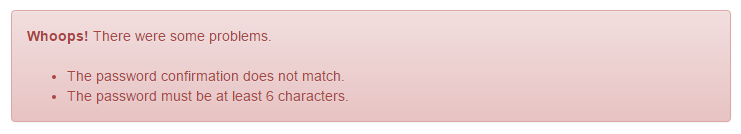 Whoops! There were some problems.
The password confirmation does not match.
The password must be at least 6 characters.